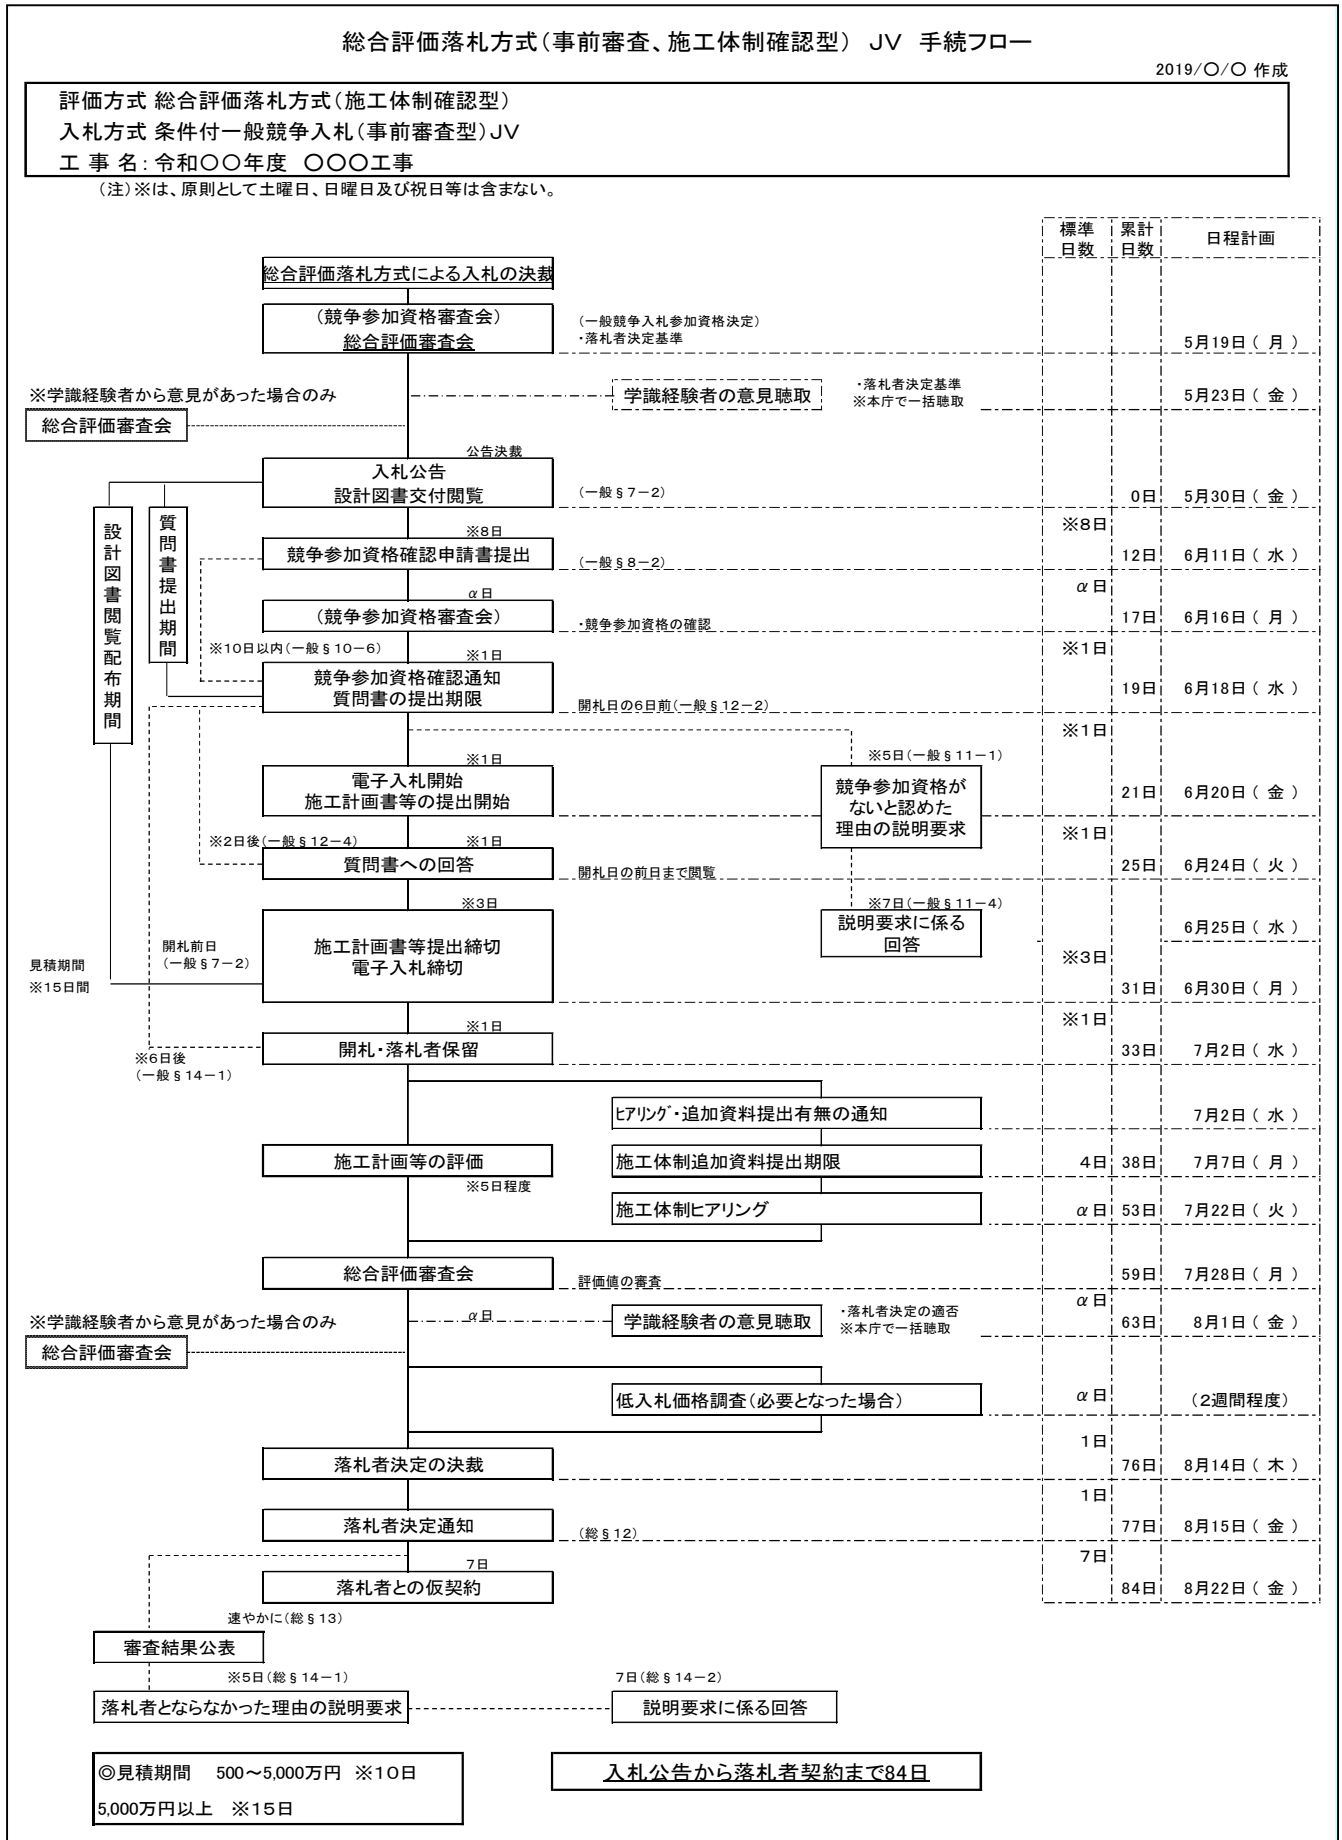 総合評価落札方式（事前審査、施工体制確認型）　JV　手続フロー
2019/〇/〇 作成
評価方式 総合評価落札方式（施工体制確認型）
入札方式 条件付一般競争入札（事前審査型）JV
工 事 名：令和〇〇年度　〇〇〇工事
（注）※は、原則として土曜日、日曜日及び祝日等は含まない。
標準日数
累計日数
日程計画
総合評価落札方式による入札の決裁
（競争参加資格審査会）
総合評価審査会
（一般競争入札参加資格決定）
・落札者決定基準
5月19日（ 月 ）
※学識経験者から意見があった場合のみ
学識経験者の意見聴取
・落札者決定基準
※本庁で一括聴取
5月23日（ 金 ）
総合評価審査会
公告決裁
入札公告
設計図書交付閲覧
（一般§7－2）
0日
5月30日（ 金 ）
設計図書閲覧配布期間
質問書提出期間
※8日
※8日
競争参加資格確認申請書提出
（一般§8－2）
12日
6月11日（ 水 ）
α日
α日
（競争参加資格審査会）
・競争参加資格の確認
17日
6月16日（ 月 ）
※10日以内（一般§10－6）
※1日
※1日
競争参加資格確認通知
質問書の提出期限
開札日の6日前（一般§12－2）
19日
6月18日（ 水 ）
※1日
※1日
※5日（一般§11－1）
電子入札開始
施工計画書等の提出開始
競争参加資格が
ないと認めた
理由の説明要求
21日
6月20日（ 金 ）
※2日後（一般§12－4）
※1日
※1日
質問書への回答
開札日の前日まで閲覧
25日
6月24日（ 火 ）
※3日
※7日（一般§11－4）
説明要求に係る
回答
6月25日（ 水 ）
施工計画書等提出締切
電子入札締切
開札前日
（一般§7－2）
見積期間
※15日間
※3日
31日
6月30日（ 月 ）
※1日
※1日
開札・落札者保留
33日
7月2日（ 水 ）
※6日後
（一般§14－1）
ﾋｱﾘﾝｸﾞ・追加資料提出有無の通知
7月2日（ 水 ）
施工計画等の評価
施工体制追加資料提出期限
4日
38日
7月7日（ 月 ）
※5日程度
施工体制ヒアリング
α日
53日
7月22日（ 火 ）
総合評価審査会
評価値の審査
59日
7月28日（ 月 ）
α日
※学識経験者から意見があった場合のみ
α日
学識経験者の意見聴取
・落札者決定の適否
※本庁で一括聴取
63日
8月1日（ 金 ）
総合評価審査会
低入札価格調査（必要となった場合）
α日
（2週間程度）
1日
落札者決定の決裁
76日
8月14日（ 木 ）
1日
落札者決定通知
（総§12）
77日
8月15日（ 金 ）
7日
7日
落札者との仮契約
84日
8月22日（ 金 ）
速やかに（総§13）
審査結果公表
※5日（総§14－1）
7日（総§14－2）
落札者とならなかった理由の説明要求
説明要求に係る回答
◎見積期間　500～5,000万円　※10日
5,000万円以上　※15日
入札公告から落札者契約まで84日